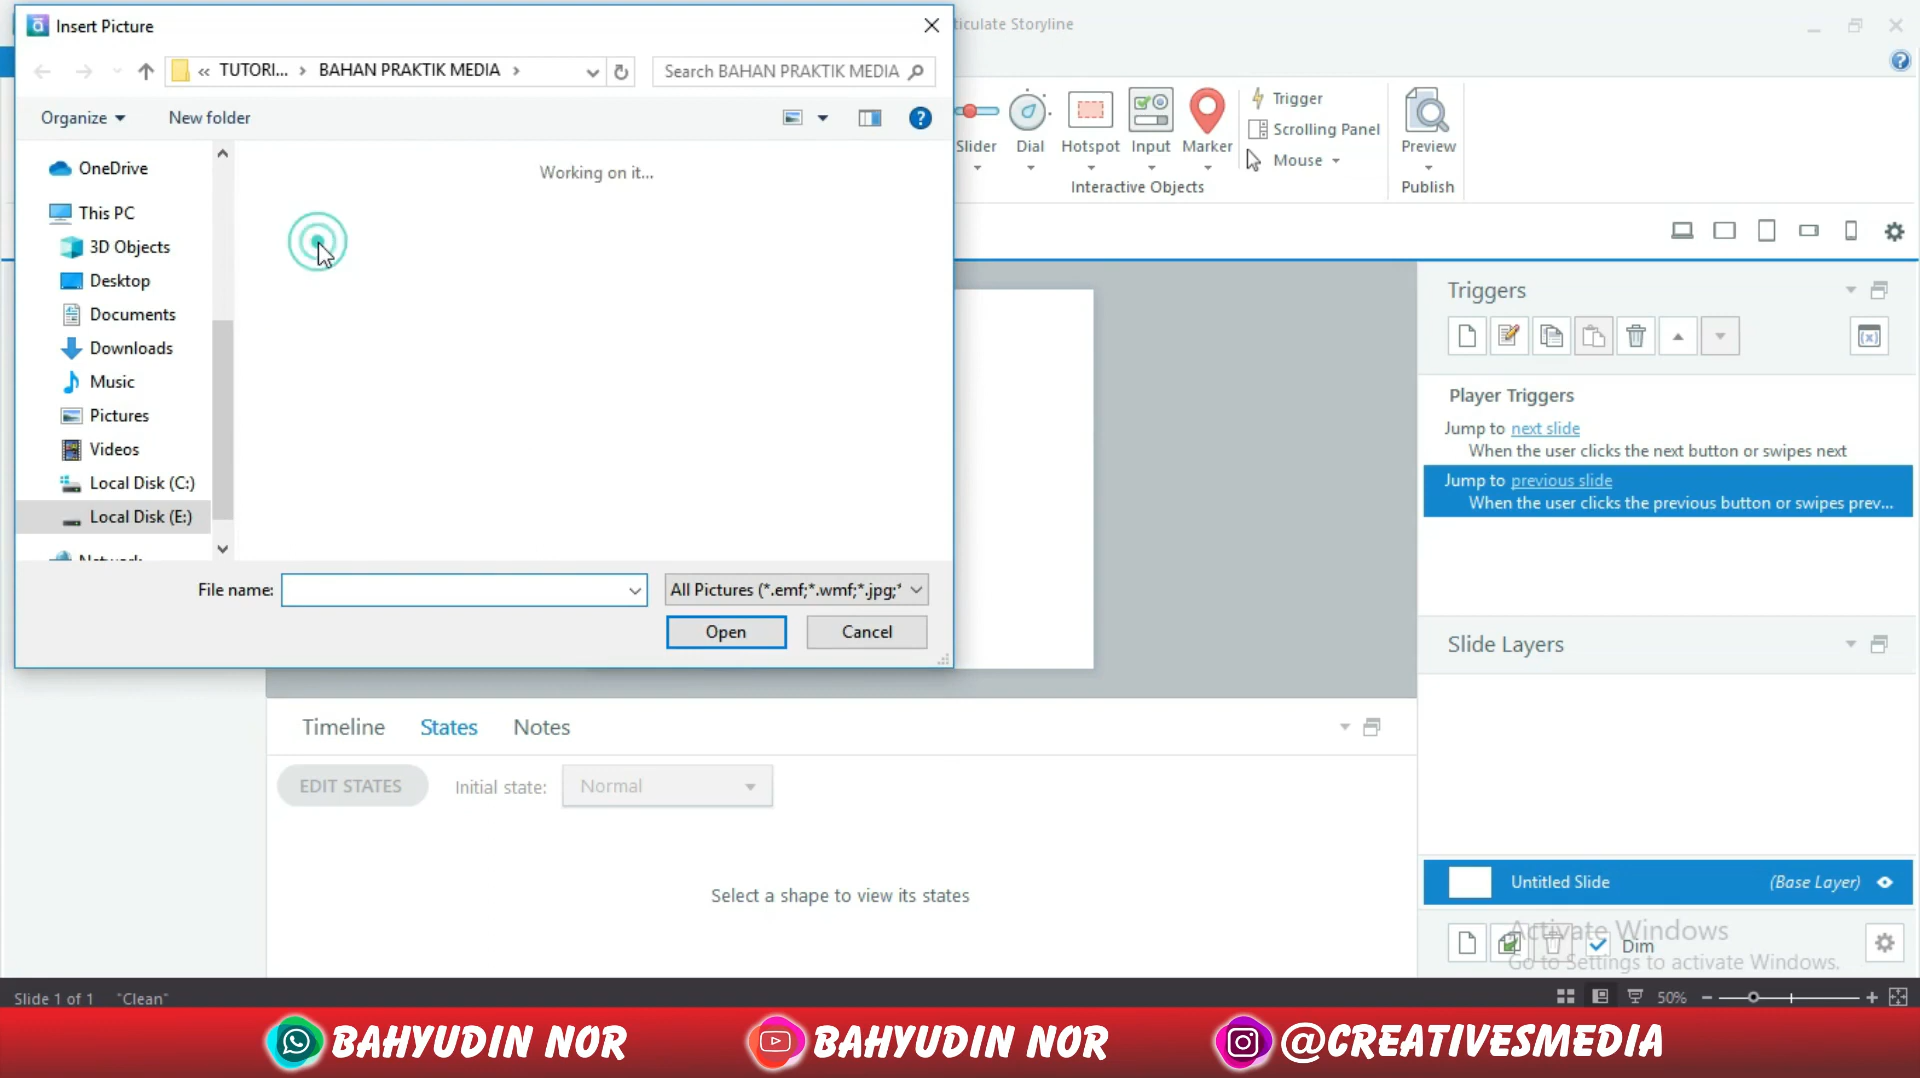 Insert Picture
ticulate Storyline
« TUTORI... > BAHAN PRAKTIK MEDIA >
Search BAHAN PRAKTIK MEDIA
Organize
New folder
OneDrive
This PC
3D Objects
Desktop
Documents
Downloads
Music
Pictures
Videos
Local Disk (C:)
Local Disk (E:)
Network
Working on it...
File name:
All Pictures (*.emf;*.wmf;*.jpg;*
Open
Cancel
Slider
Dial
Hotspot
Input
Marker
Interactive Objects
Trigger
Scrolling Panel
Mouse
Preview
Publish
Triggers
Player Triggers
Jump to next slide
When the user clicks the next button or swipes next
Jump to previous slide
When the user clicks the previous button or swipes prev...
Slide Layers
Timeline
States
Notes
EDIT STATES
Initial state:
Normal
Select a shape to view its states
Untitled Slide
(Base Layer)
Dim
Activate Windows
Go to Settings to activate Windows.
Slide 1 of 1
"Clean"
50%
BAHYUDIN NOR
BAHYUDIN NOR
@CREATIVESMEDIA